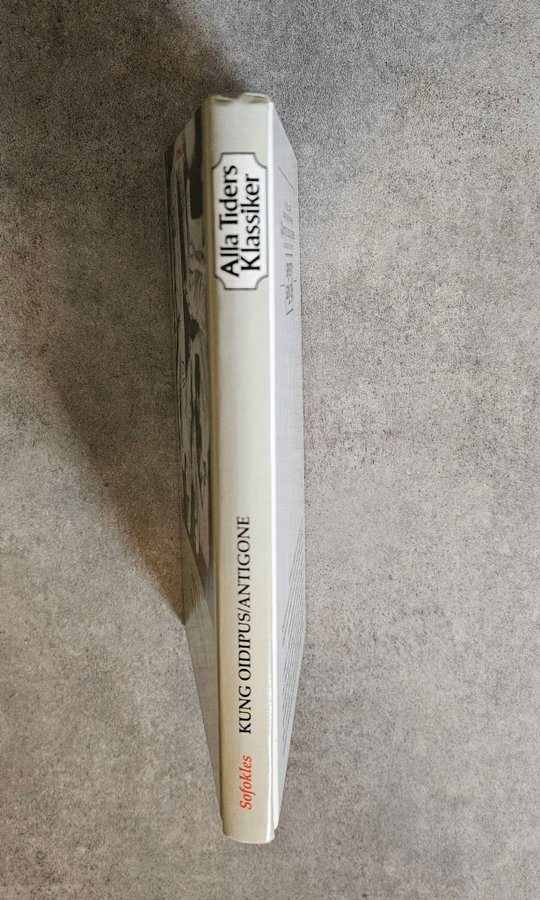 Sofokles
KUNG OIDIPUS/ANTIGONE
Alla Tiders
Klassiker